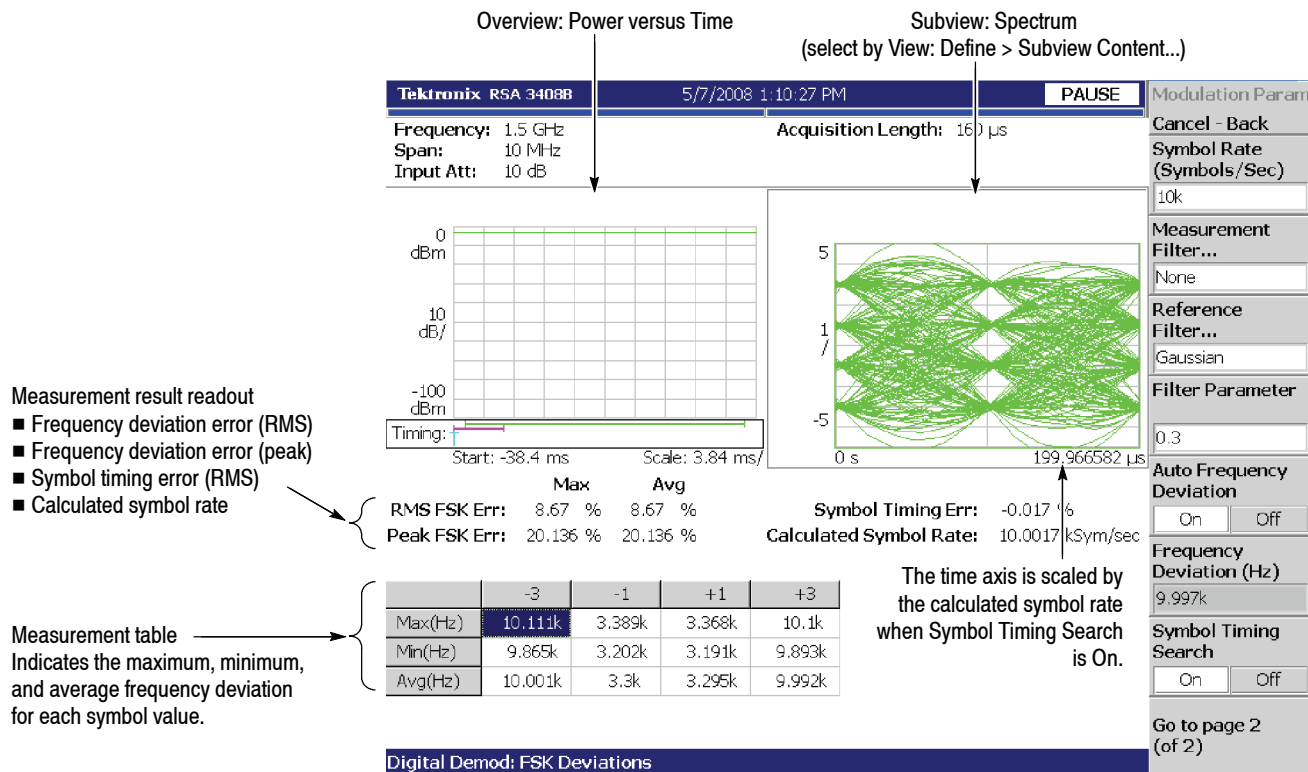 Overview: Power versus Time
Subview: Spectrum
(select by View: Define > Subview Content...)
Tektronix RSA 3408B
5/7/2008 1:10:27 PM
PAUSE
Frequency: 1.5 GHz
Span: 10 MHz
Input Att: 10 dB
Acquisition Length: 160 µs
0
dBm
10
dB/
-100
dBm
Timing:
Start: -38.4 ms
Scale: 3.84 ms/
5
1
/
-5
0 s
199.966582 µs
Measurement result readout
■ Frequency deviation error (RMS)
■ Frequency deviation error (peak)
■ Symbol timing error (RMS)
■ Calculated symbol rate
Max Avg
RMS FSK Err: 8.67 % 8.67 %
Peak FSK Err: 20.136 % 20.136 %
Symbol Timing Err: -0.017 %
Calculated Symbol Rate: 10.0017 kSym/sec
The time axis is scaled by
the calculated symbol rate
when Symbol Timing Search
is On.
Measurement table
Indicates the maximum, minimum,
and average frequency deviation
for each symbol value.
-3 -1 +1 +3
Max(Hz) 10.111k 3.389k 3.368k 10.1k
Min(Hz) 9.865k 3.202k 3.191k 9.893k
Avg(Hz) 10.001k 3.3k 3.295k 9.992k
Digital Demod: FSK Deviations
Modulation Param
Cancel - Back
Symbol Rate
(Symbols/Sec)
10k
Measurement
Filter...
None
Reference
Filter...
Gaussian
Filter Parameter
0.3
Auto Frequency
Deviation
On Off
Frequency
Deviation (Hz)
9.997k
Symbol Timing
Search
On Off
Go to page 2
(of 2)